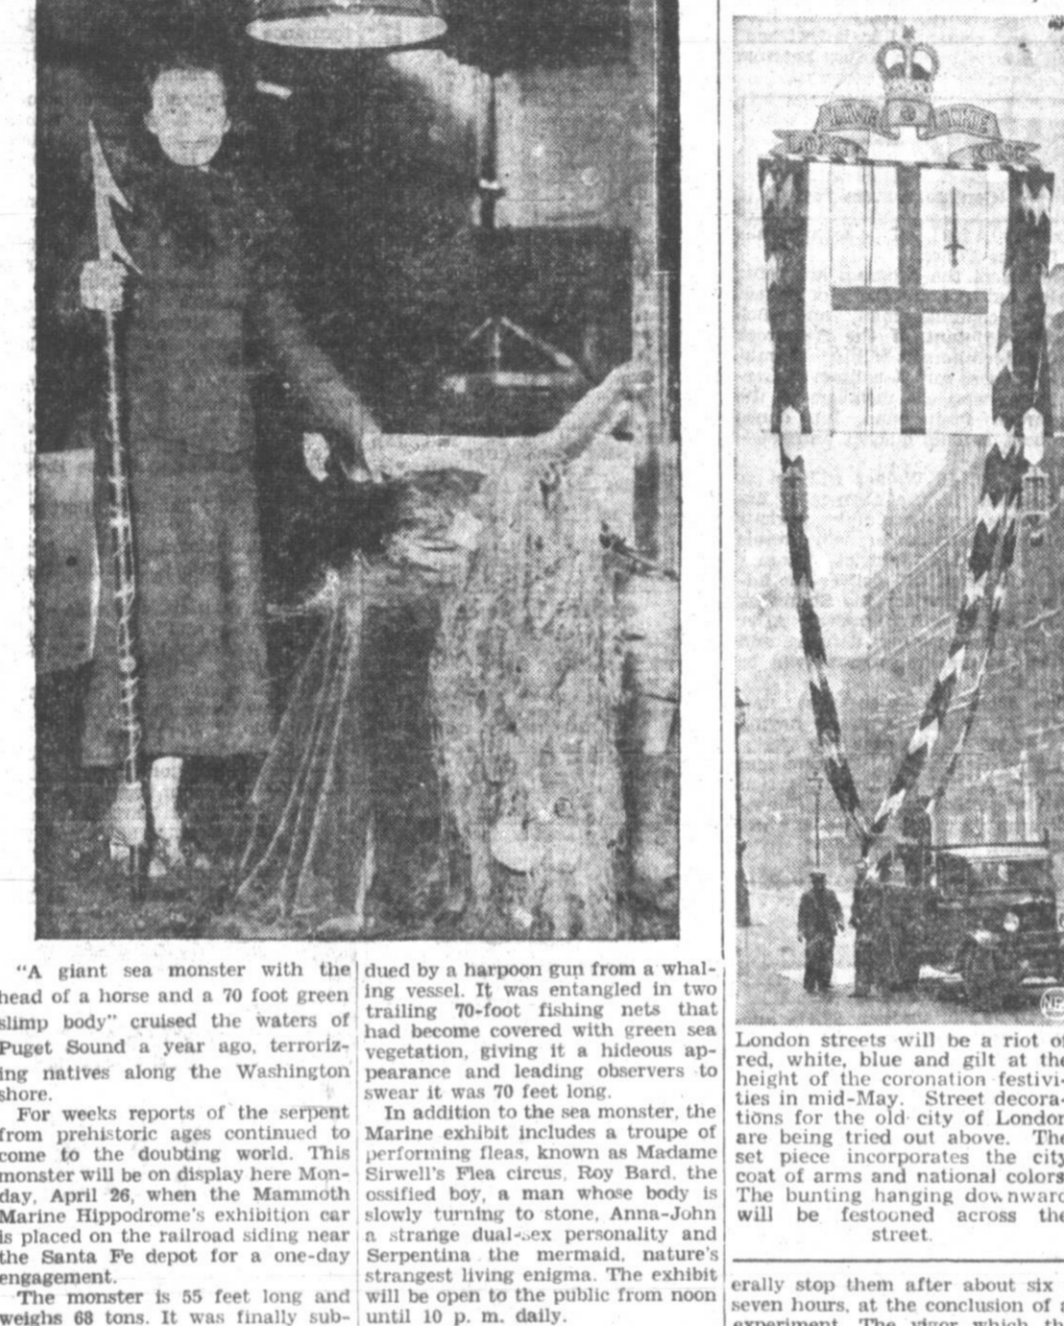 "A giant sea monster with the
head of a horse and a 70 foot green
slimp body" cruised the waters of
Puget Sound a year ago, terroriz-
ing natives along the Washington
shore.
For weeks reports of the serpent
from prehistoric ages continued to
come to the doubting world. This
monster will be on display here Mon-
day, April 26, when the Mammoth
Marine Hippodrome's exhibition car
is placed on the railroad siding near
the Santa Fe depot for a one-day
engagement.
The monster is 55 feet long and
weighs 68 tons. It was finally sub-
dued by a harpoon gun from a whal-
ing vessel. It was entangled in two
trailing 70-foot fishing nets that
had become covered with green sea
vegetation, giving it a hideous ap-
pearance and leading observers to
swear it was 70 feet long.
In addition to the sea monster, the
Marine exhibit includes a troupe of
performing fleas, known as Madame
Sirwell's Flea circus, Roy Bard, the
ossified boy, a man whose body is
slowly turning to stone, Anna-John
a strange dual-sex personality and
Serpentina the mermaid, nature's
strangest living enigma. The exhibit
will be open to the public from noon
until 10 p. m. daily.
London streets will be a riot of
red, white, blue and gilt at the
height of the coronation festivi-
ties in mid-May. Street decora-
tions for the old city of London
are being tried out above. The
set piece incorporates the city
coat of arms and national colors
The bunting hanging downward
will be festooned across the
street.
erally stop them after about six
seven hours, at the conclusion of
experiment. The vigor which